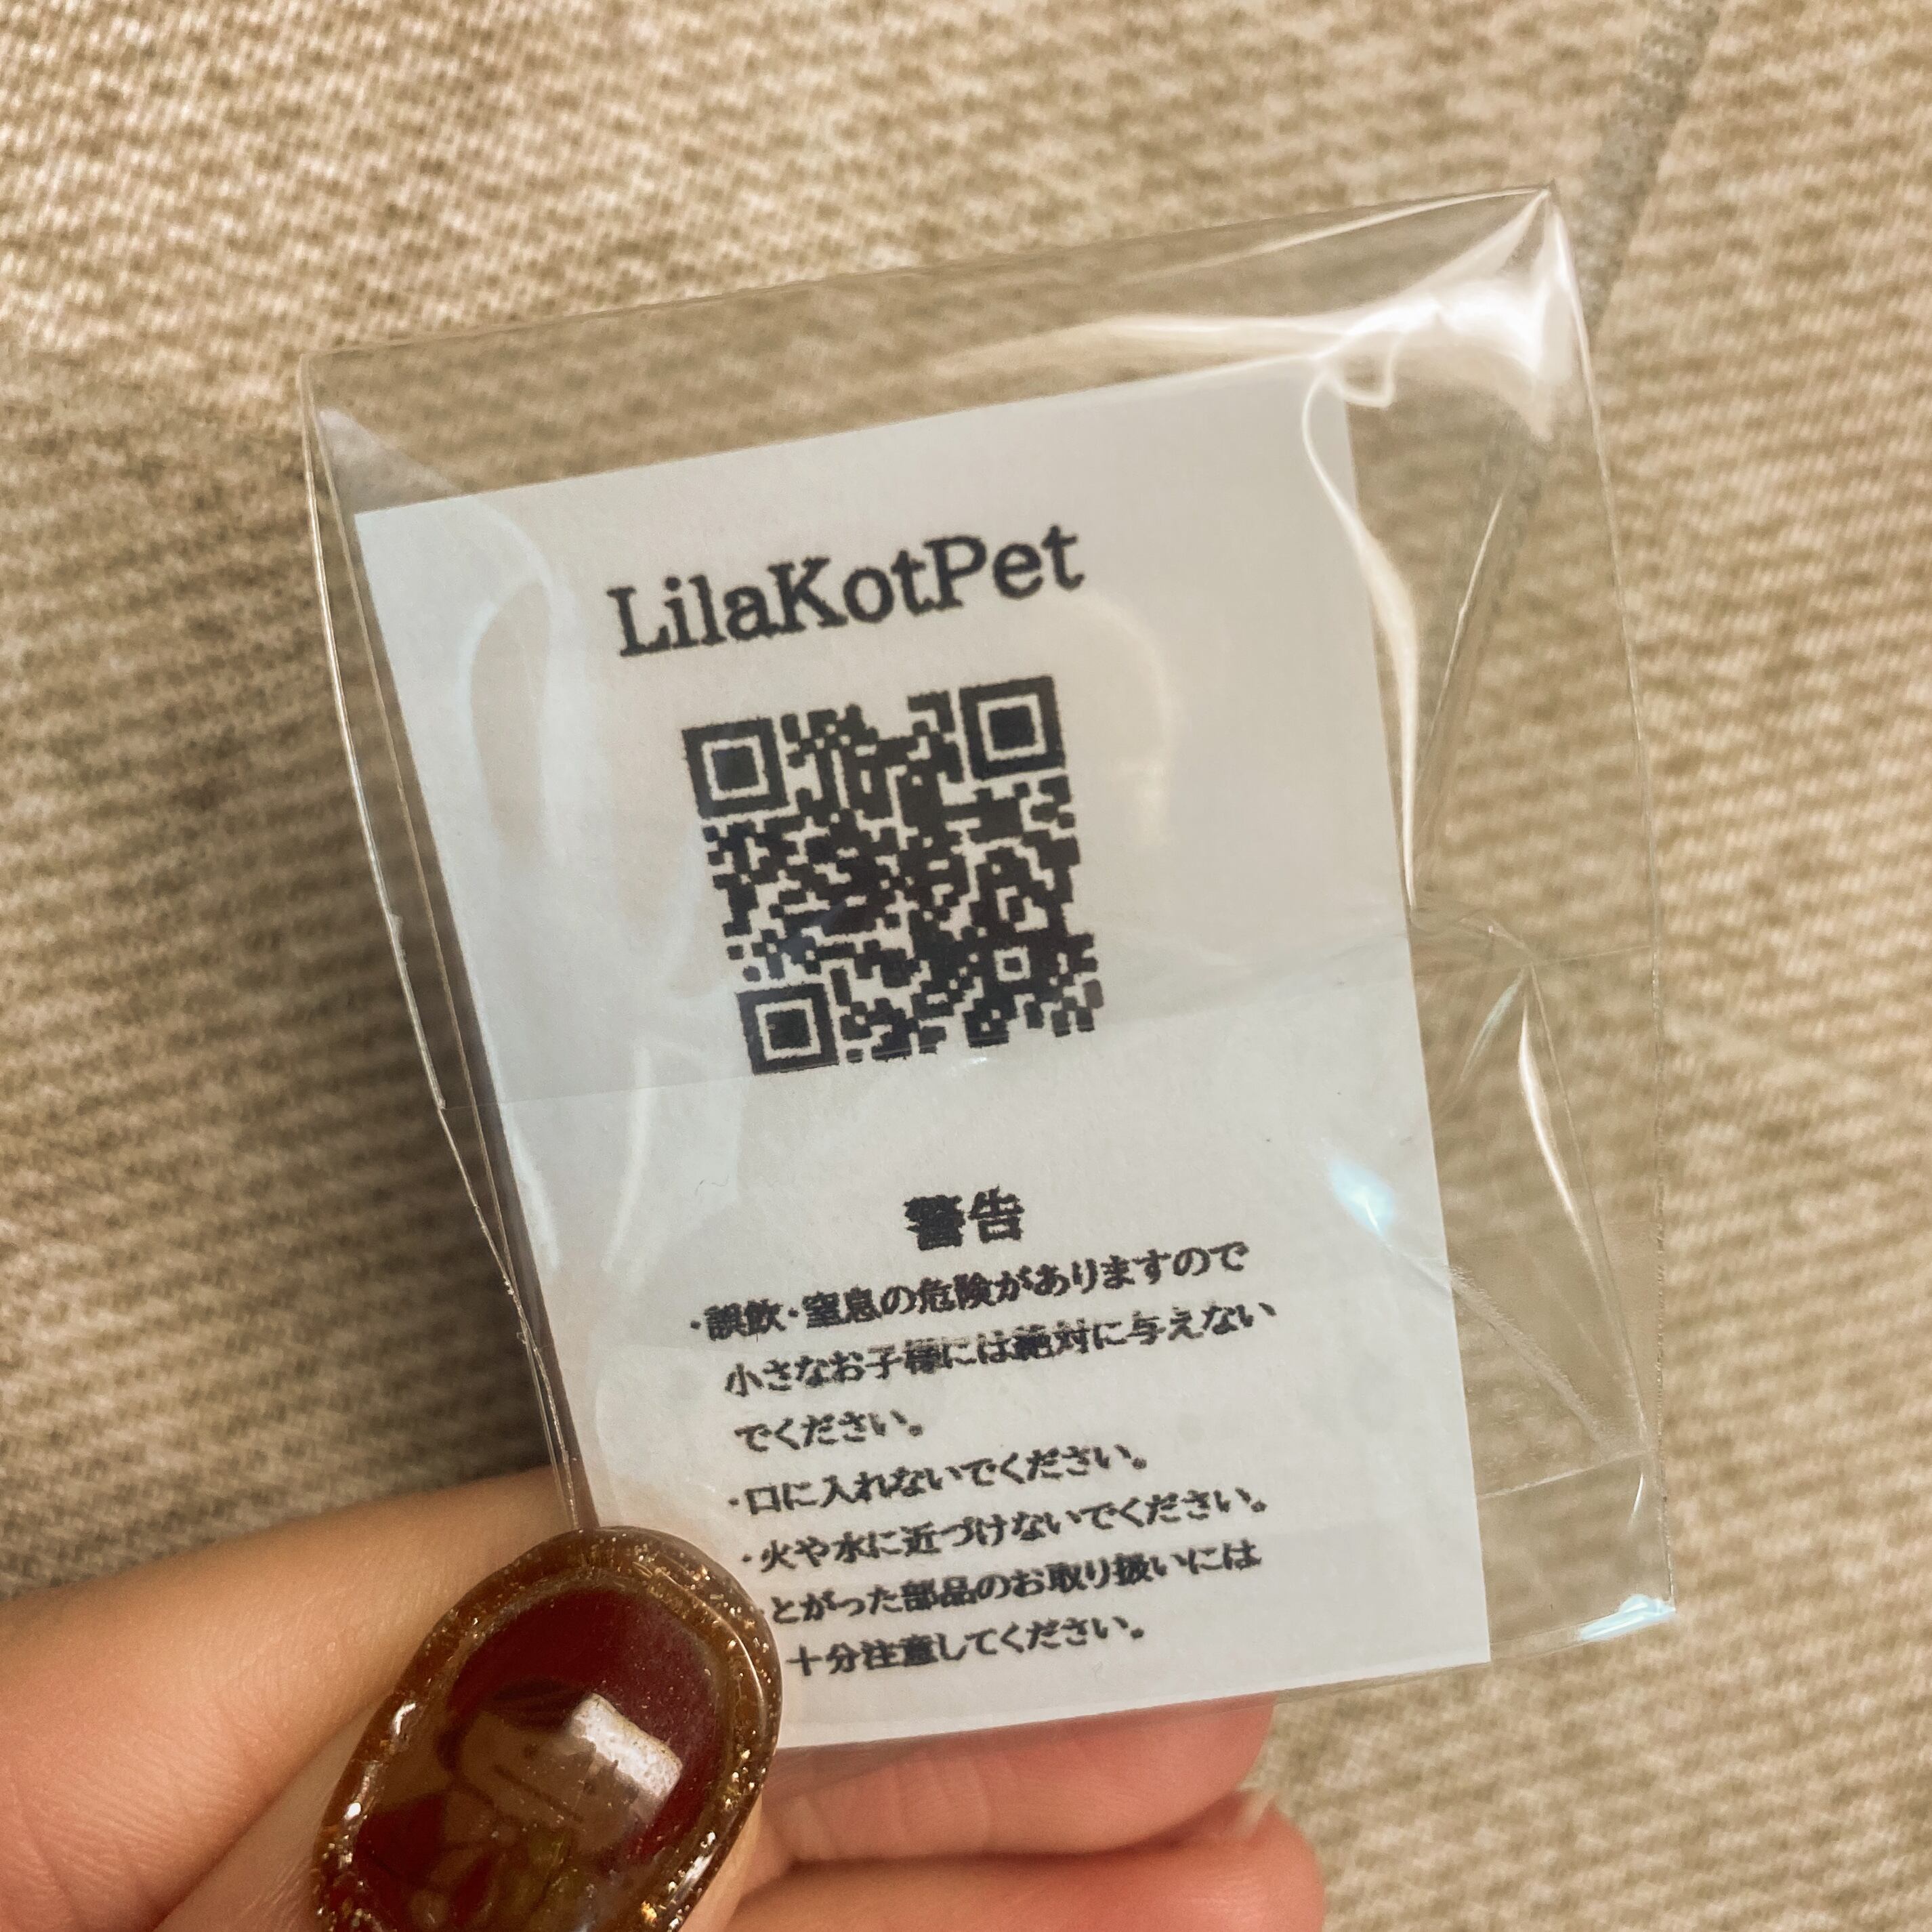 LilaKotPet
警告
・誤飲・窒息の危険がありますので
小さなお子様には絶対に与えない
でください。
・口に入れないでください。
・火や水に近づけないでください。
・とがった部品のお取り扱いには
十分注意してください。